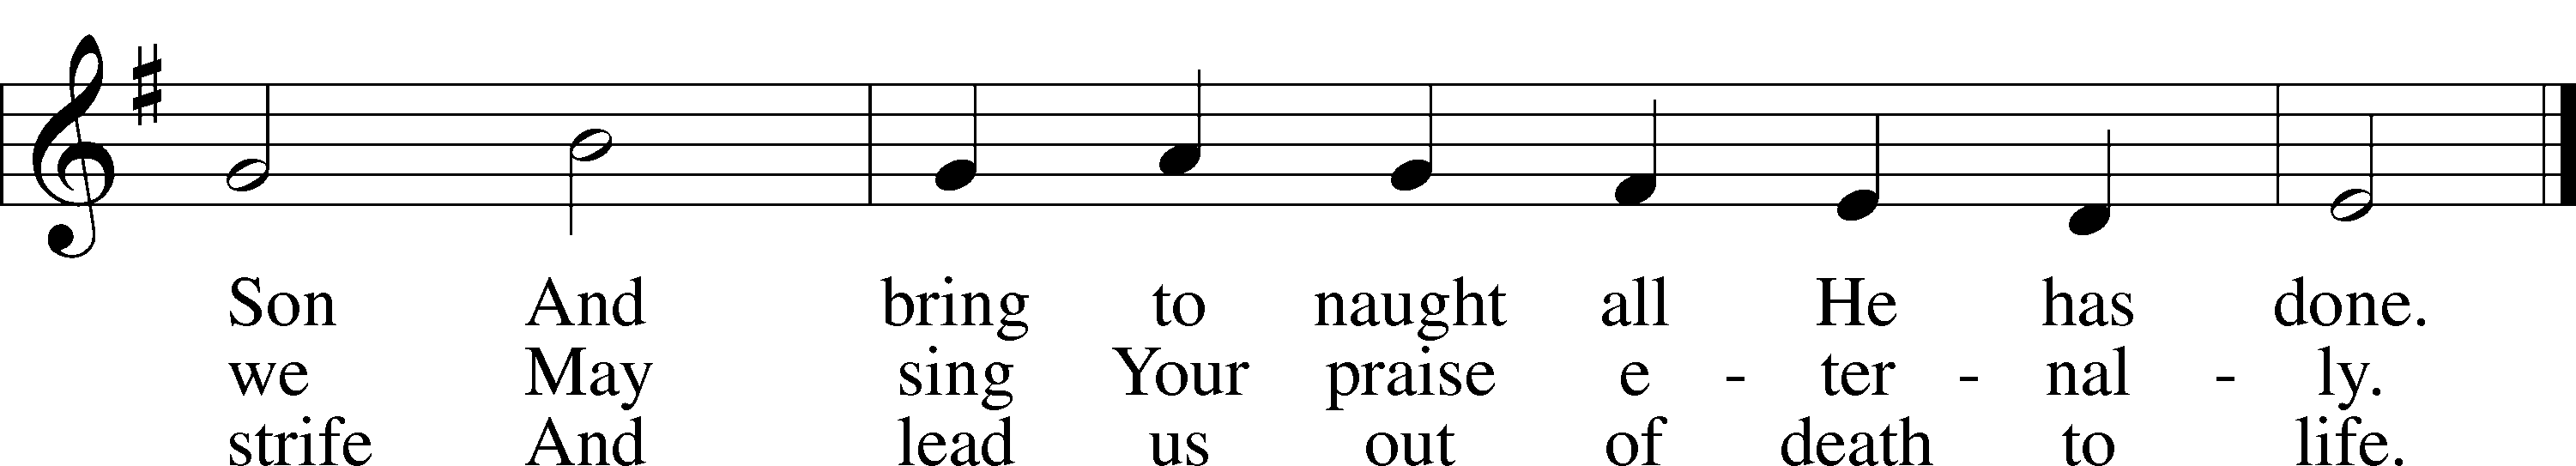 Son And bring to naught all He has done.
we May sing Your praise e - ter - nal - ly.
strife And lead us out of death to life.